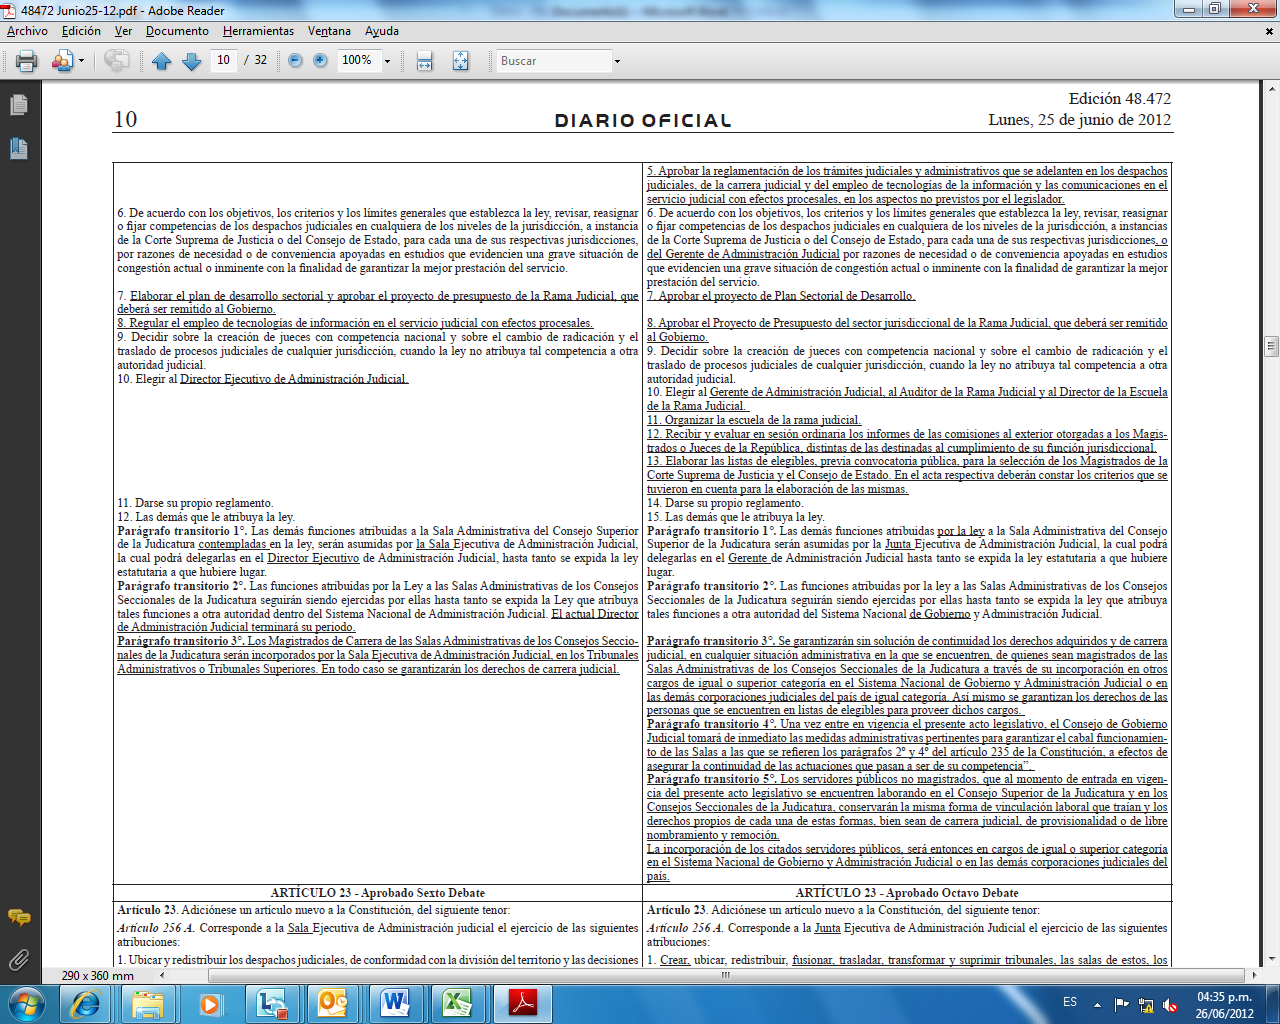 48472 Junio25-12.pdf - Adobe Reader
Archivo Edición Ver Documento Herramientas Ventana Ayuda
10 / 32 100% Buscar
Edición 48.472
10 DIARIO OFICIAL Lunes, 25 de junio de 2012
6. De acuerdo con los objetivos, los criterios y los límites generales que establezca la ley, revisar, reasignar
o fijar competencias de los despachos judiciales en cualquiera de los niveles de la jurisdicción, a instancia
de la Corte Suprema de Justicia o del Consejo de Estado, para cada una de sus respectivas jurisdicciones,
por razones de necesidad o de conveniencia apoyadas en estudios que evidencien una grave situación de
congestión actual o inminente con la finalidad de garantizar la mejor prestación del servicio.
7. Elaborar el plan de desarrollo sectorial y aprobar el proyecto de presupuesto de la Rama Judicial, que
deberá ser remitido al Gobierno.
8. Regular el empleo de tecnologías de información en el servicio judicial con efectos procesales.
9. Decidir sobre la creación de jueces con competencia nacional y sobre el cambio de radicación y el
traslado de procesos judiciales de cualquier jurisdicción, cuando la ley no atribuya tal competencia a otra
autoridad judicial.
10. Elegir al Director Ejecutivo de Administración Judicial.
11. Darse su propio reglamento.
12. Las demás que le atribuya la ley.
Parágrafo transitorio 1°. Las demás funciones atribuidas a la Sala Administrativa del Consejo Superior
de la Judicatura contempladas en la ley, serán asumidas por la Sala Ejecutiva de Administración Judicial,
la cual podrá delegarlas en el Director Ejecutivo de Administración Judicial, hasta tanto se expida la ley
estatutaria a que hubiere lugar.
Parágrafo transitorio 2°. Las funciones atribuidas por la Ley a las Salas Administrativas de los Consejos
Seccionales de la Judicatura seguirán siendo ejercidas por ellas hasta tanto se expida la Ley que atribuya
tales funciones a otra autoridad dentro del Sistema Nacional de Administración Judicial. El actual Director
de Administración Judicial terminará su periodo.
Parágrafo transitorio 3°. Los Magistrados de Carrera de las Salas Administrativas de los Consejos Seccio-
nales de la Judicatura serán incorporados por la Sala Ejecutiva de Administración Judicial, en los Tribunales
Administrativos o Tribunales Superiores. En todo caso se garantizarán los derechos de carrera judicial.
5. Aprobar la reglamentación de los trámites judiciales y administrativos que se adelanten en los despachos
judiciales, de la carrera judicial y del empleo de tecnologías de la información y las comunicaciones en el
servicio judicial con efectos procesales, en los aspectos no previstos por el legislador.
6. De acuerdo con los objetivos, los criterios y los límites generales que establezca la ley, revisar, reasignar
o fijar competencias de los despachos judiciales en cualquiera de los niveles de la jurisdicción, a instancias
de la Corte Suprema de Justicia o del Consejo de Estado, para cada una de sus respectivas jurisdicciones, o
del Gerente de Administración Judicial por razones de necesidad o de conveniencia apoyadas en estudios
que evidencien una grave situación de congestión actual o inminente con la finalidad de garantizar la mejor
prestación del servicio.
7. Aprobar el proyecto de Plan Sectorial de Desarrollo.
8. Aprobar el Proyecto de Presupuesto del sector jurisdiccional de la Rama Judicial, que deberá ser remitido
al Gobierno.
9. Decidir sobre la creación de jueces con competencia nacional y sobre el cambio de radicación y el
traslado de procesos judiciales de cualquier jurisdicción, cuando la ley no atribuya tal competencia a otra
autoridad judicial.
10. Elegir al Gerente de Administración Judicial, al Auditor de la Rama Judicial y al Director de la Escuela
de la Rama Judicial.
11. Organizar la escuela de la rama judicial.
12. Recibir y evaluar en sesión ordinaria los informes de las comisiones al exterior otorgadas a los Magis-
trados o Jueces de la República, distintas de las destinadas al cumplimiento de su función jurisdiccional.
13. Elaborar las listas de elegibles, previa convocatoria pública, para la selección de los Magistrados de la
Corte Suprema de Justicia y el Consejo de Estado. En el acta respectiva deberán constar los criterios que se
tuvieron en cuenta para la elaboración de las mismas.
14. Darse su propio reglamento.
15. Las demás que le atribuya la ley.
Parágrafo transitorio 1°. Las demás funciones atribuidas por la ley a la Sala Administrativa del Consejo
Superior de la Judicatura serán asumidas por la Junta Ejecutiva de Administración Judicial, la cual podrá
delegarlas en el Gerente de Administración Judicial hasta tanto se expida la ley estatutaria a que hubiere
lugar.
Parágrafo transitorio 2°. Las funciones atribuidas por la ley a las Salas Administrativas de los Consejos
Seccionales de la Judicatura seguirán siendo ejercidas por ellas hasta tanto se expida la ley que atribuya
tales funciones a otra autoridad del Sistema Nacional de Gobierno y Administración Judicial.
Parágrafo transitorio 3°. Se garantizarán sin solución de continuidad los derechos adquiridos y de carrera
judicial, en cualquier situación administrativa en la que se encuentren, de quienes sean magistrados de las
Salas Administrativas de los Consejos Seccionales de la Judicatura a través de su incorporación en otros
cargos de igual o superior categoría en el Sistema Nacional de Gobierno y Administración Judicial o en
las demás corporaciones judiciales del país de igual categoría. Así mismo se garantizan los derechos de las
personas que se encuentren en listas de elegibles para proveer dichos cargos.
Parágrafo transitorio 4°. Una vez entre en vigencia el presente acto legislativo, el Consejo de Gobierno
Judicial tomará de inmediato las medidas administrativas pertinentes para garantizar el cabal funcionamien-
to de las Salas a las que se refieren los parágrafos 2° y 4° del artículo 235 de la Constitución, a efectos de
asegurar la continuidad de las actuaciones que pasan a ser de su competencia”.
Parágrafo transitorio 5°. Los servidores públicos no magistrados, que al momento de entrada en vigen-
cia del presente acto legislativo se encuentren laborando en el Consejo Superior de la Judicatura y en los
Consejos Seccionales de la Judicatura, conservarán la misma forma de vinculación laboral que traían y los
derechos propios de cada una de estas formas, bien sean de carrera judicial, de provisionalidad o de libre
nombramiento y remoción.
La incorporación de los citados servidores públicos, será entonces en cargos de igual o superior categoría
en el Sistema Nacional de Gobierno y Administración Judicial o en las demás corporaciones judiciales del
país.
ARTÍCULO 23 - Aprobado Sexto Debate
Artículo 23. Adiciónese un artículo nuevo a la Constitución, del siguiente tenor:
Artículo 256 A. Corresponde a la Sala Ejecutiva de Administración judicial el ejercicio de las siguientes
atribuciones:
1. Ubicar y redistribuir los despachos judiciales, de conformidad con la división del territorio y las decisiones
ARTÍCULO 23 - Aprobado Octavo Debate
Artículo 23. Adiciónese un artículo nuevo a la Constitución, del siguiente tenor:
Artículo 256 A. Corresponde a la Junta Ejecutiva de Administración Judicial el ejercicio de las siguientes
atribuciones:
1. Crear, ubicar, redistribuir, fusionar, trasladar, transformar y suprimir tribunales, las salas de estos, los
290 x 360 mm
ES 04:35 p.m.
26/06/2012